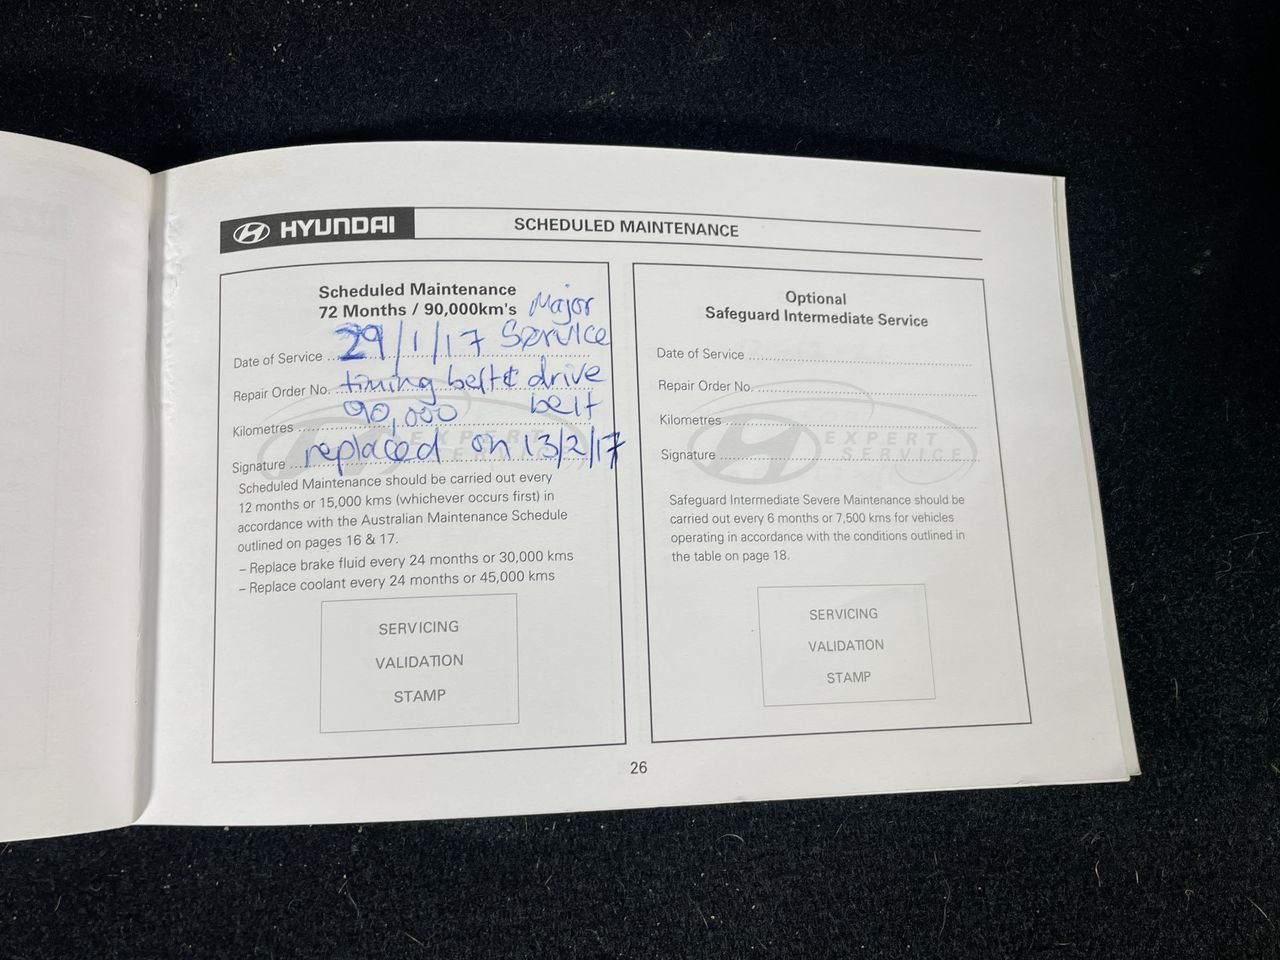 HYUNDAI
SCHEDULED MAINTENANCE
Scheduled Maintenance
72 Months / 90,000km's Major
Date of Service 29/1/17 Service
Repair Order No. timing belt & drive
Kilometres 90,000 belt
Signature replaced on 13/2/17
EXPERT
SERVICE
Scheduled Maintenance should be carried out every
12 months or 15,000 kms (whichever occurs first) in
accordance with the Australian Maintenance Schedule
outlined on pages 16 & 17.
– Replace brake fluid every 24 months or 30,000 kms
– Replace coolant every 24 months or 45,000 kms
SERVICING
VALIDATION
STAMP
Optional
Safeguard Intermediate Service
Date of Service
Repair Order No.
Kilometres
Signature
EXPERT
SERVICE
Safeguard Intermediate Severe Maintenance should be
carried out every 6 months or 7,500 kms for vehicles
operating in accordance with the conditions outlined in
the table on page 18.
SERVICING
VALIDATION
STAMP
26